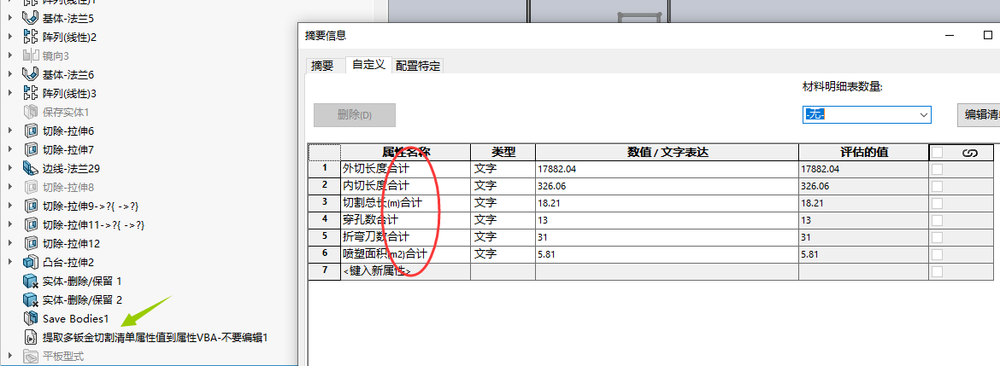 阵列(线性)1
基体-法兰5
阵列(线性)2
镜向3
基体-法兰6
阵列(线性)3
保存实体1
切除-拉伸6
切除-拉伸7
边线-法兰29
切除-拉伸8
切除-拉伸9->?{ ->?}
切除-拉伸11->?{ ->?}
切除-拉伸12
凸台-拉伸2
实体-删除/保留 1
实体-删除/保留 2
Save Bodies1
提取多钣金切割清单属性值到属性VBA-不要编辑1
平板型式
摘要信息
摘要 自定义 配置特定
材料明细表数量:
删除(D) -无- 编辑清单
属性名称 类型 数值 / 文字表达 评估的值
1 外切长度合计 文字 17882.04 17882.04
2 内切长度合计 文字 326.06 326.06
3 切割总长(m)合计 文字 18.21 18.21
4 穿孔数合计 文字 13 13
5 折弯刀数合计 文字 31 31
6 喷塑面积(m2)合计 文字 5.81 5.81
7 <键入新属性>